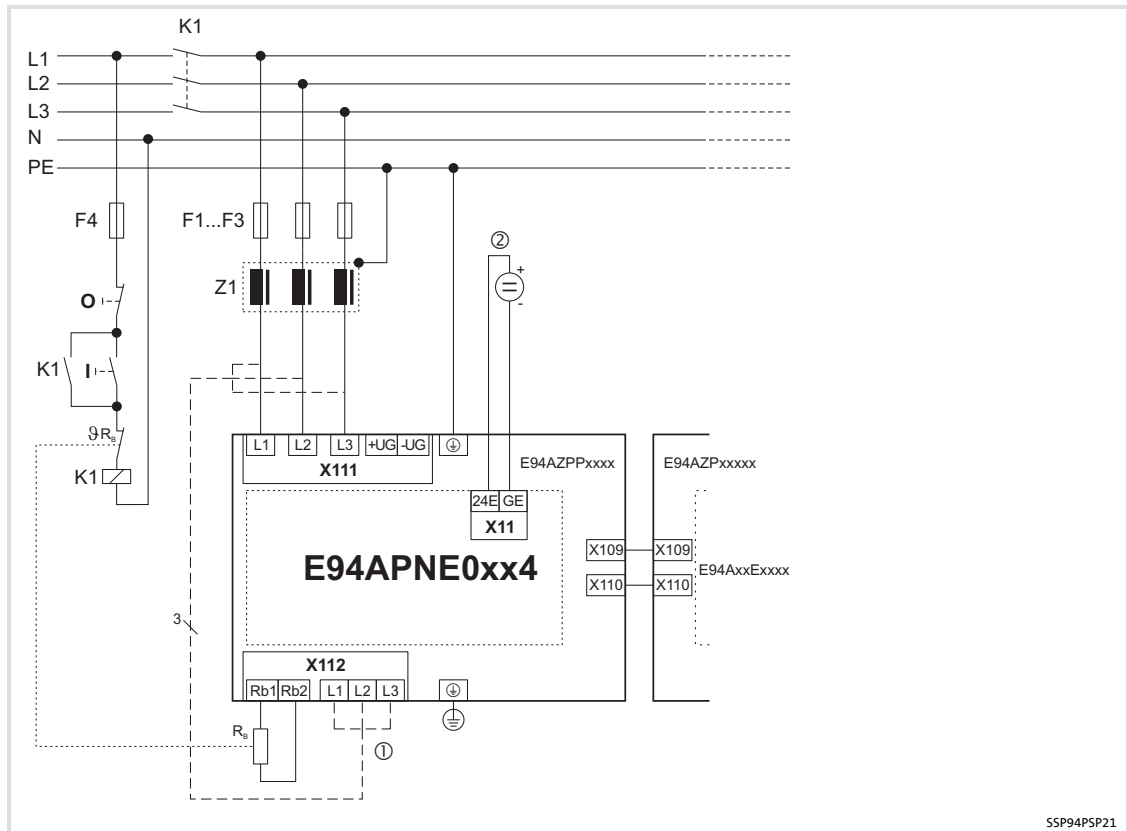 K1
L1
L2
L3
N
PE
F4
F1...F3
②
+
Z1
-
O
K1
I
ϑR_B
L1 L2 L3 +UG -UG
E94AZPPxxxx
E94AZPxxxxx
X111
K1
24E GE
X11
X109
X109
E94APNE0xx4
E94AxxExxxx
X110
X110
3
X112
Rb1 Rb2 L1 L2 L3
R_B
①
SSP94PSP21